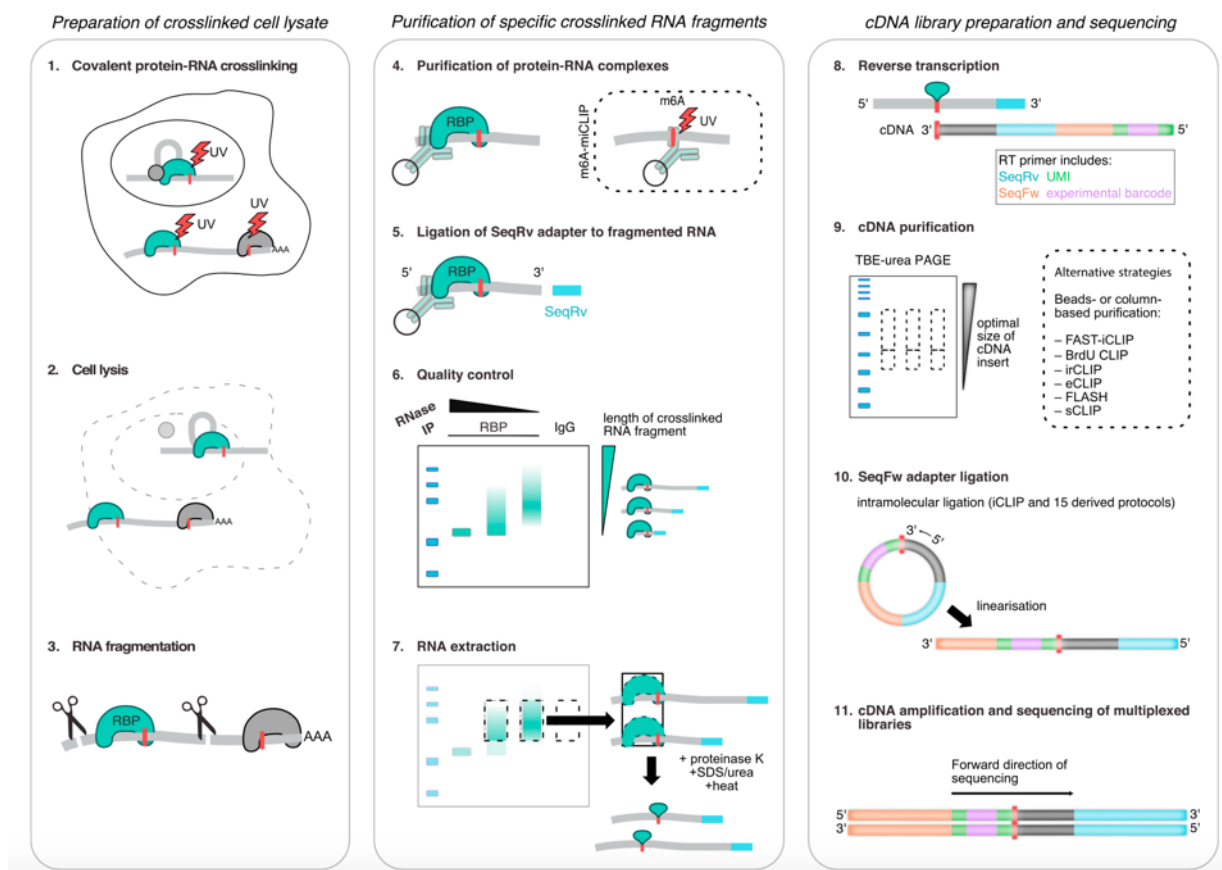 Preparation of crosslinked cell lysate
1. Covalent protein-RNA crosslinking
UV
UV
UV
AAA
2. Cell lysis
AAA
3. RNA fragmentation
RBP
AAA
Purification of specific crosslinked RNA fragments
4. Purification of protein-RNA complexes
RBP
m6A-miCLIP
m6A
UV
5. Ligation of SeqRv adapter to fragmented RNA
5'
RBP
3'
SeqRv
6. Quality control
RNase
IP
RBP
IgG
length of crosslinked
RNA fragment
7. RNA extraction
+ proteinase K
+SDS/urea
+heat
cDNA library preparation and sequencing
8. Reverse transcription
5'
3'
cDNA 3'
5'
RT primer includes:
SeqRv UMI
SeqFw experimental barcode
9. cDNA purification
TBE-urea PAGE
optimal
size of
cDNA
insert
Alternative strategies
Beads- or column-
based purification:
– FAST-iCLIP
– BrdU CLIP
– irCLIP
– eCLIP
– FLASH
– sCLIP
10. SeqFw adapter ligation
intramolecular ligation (iCLIP and 15 derived protocols)
3' 5'
linearisation
3'
5'
11. cDNA amplification and sequencing of multiplexed
libraries
Forward direction of
sequencing
5' 3'
3' 5'